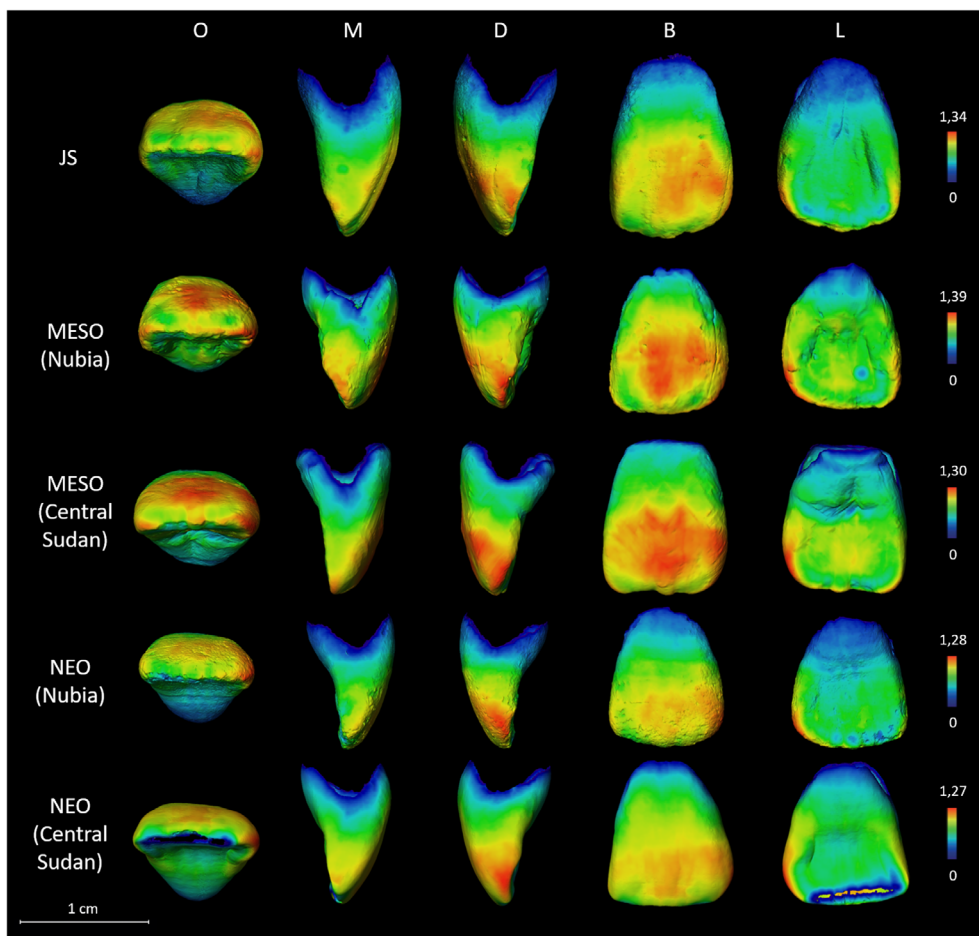 O M D B L
JS
1,34
0
MESO
(Nubia)
1,39
0
MESO
(Central
Sudan)
1,30
0
NEO
(Nubia)
1,28
0
NEO
(Central
Sudan)
1,27
0
1 cm